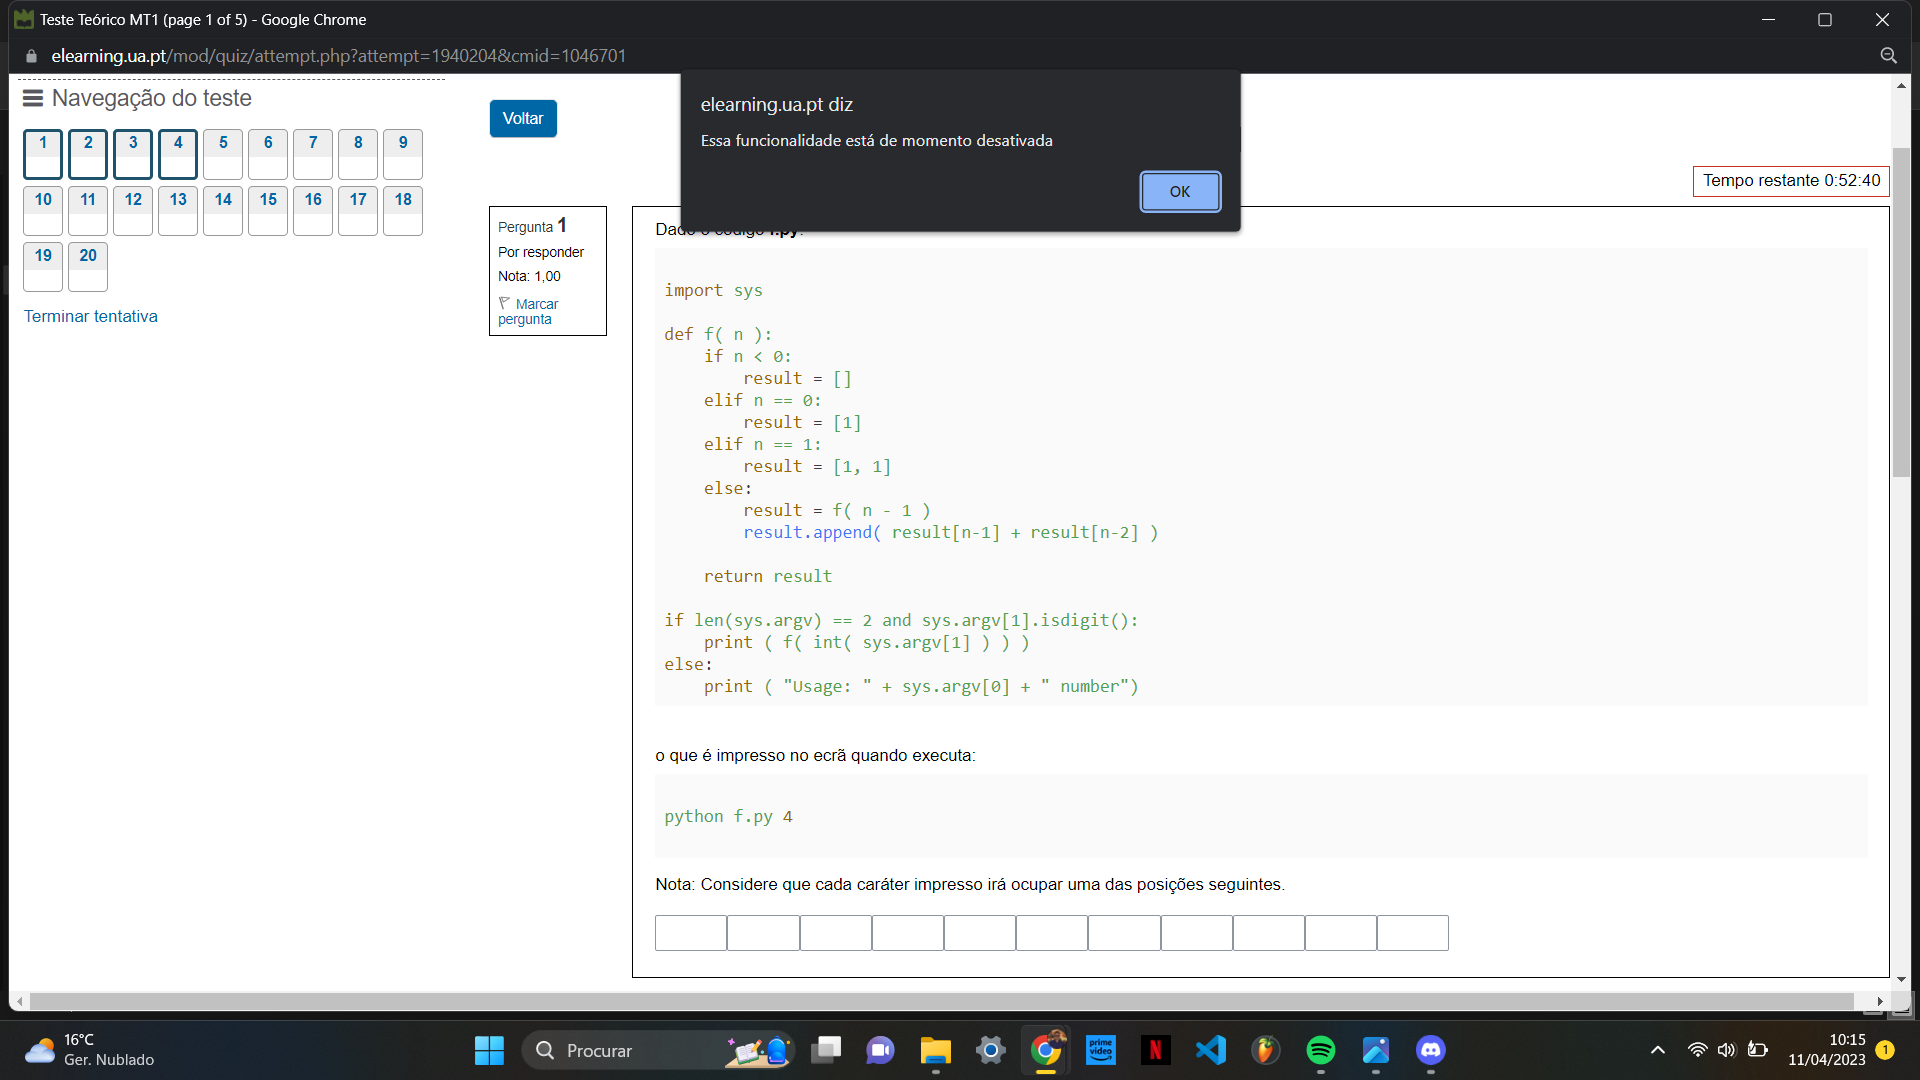 Teste Teórico MT1 (page 1 of 5) - Google Chrome
elearning.ua.pt/mod/quiz/attempt.php?attempt=1940204&cmid=1046701
Navegação do teste
1 2 3 4 5 6 7 8 9
10 11 12 13 14 15 16 17 18
19 20
Terminar tentativa
Voltar
elearning.ua.pt diz
Essa funcionalidade está de momento desativada
OK
Tempo restante 0:52:40
Pergunta 1
Por responder
Nota: 1,00
Marcar
pergunta
Dado o código f.py:
import sys
def f( n ):
    if n < 0:
        result = []
    elif n == 0:
        result = [1]
    elif n == 1:
        result = [1, 1]
    else:
        result = f( n - 1 )
        result.append( result[n-1] + result[n-2] )
    return result
if len(sys.argv) == 2 and sys.argv[1].isdigit():
    print ( f( int( sys.argv[1] ) ) )
else:
    print ( "Usage: " + sys.argv[0] + " number")
o que é impresso no ecrã quando executa:
python f.py 4
Nota: Considere que cada caráter impresso irá ocupar uma das posições seguintes.
16°C
Ger. Nublado
Procurar
prime
video
N
10:15
11/04/2023
1